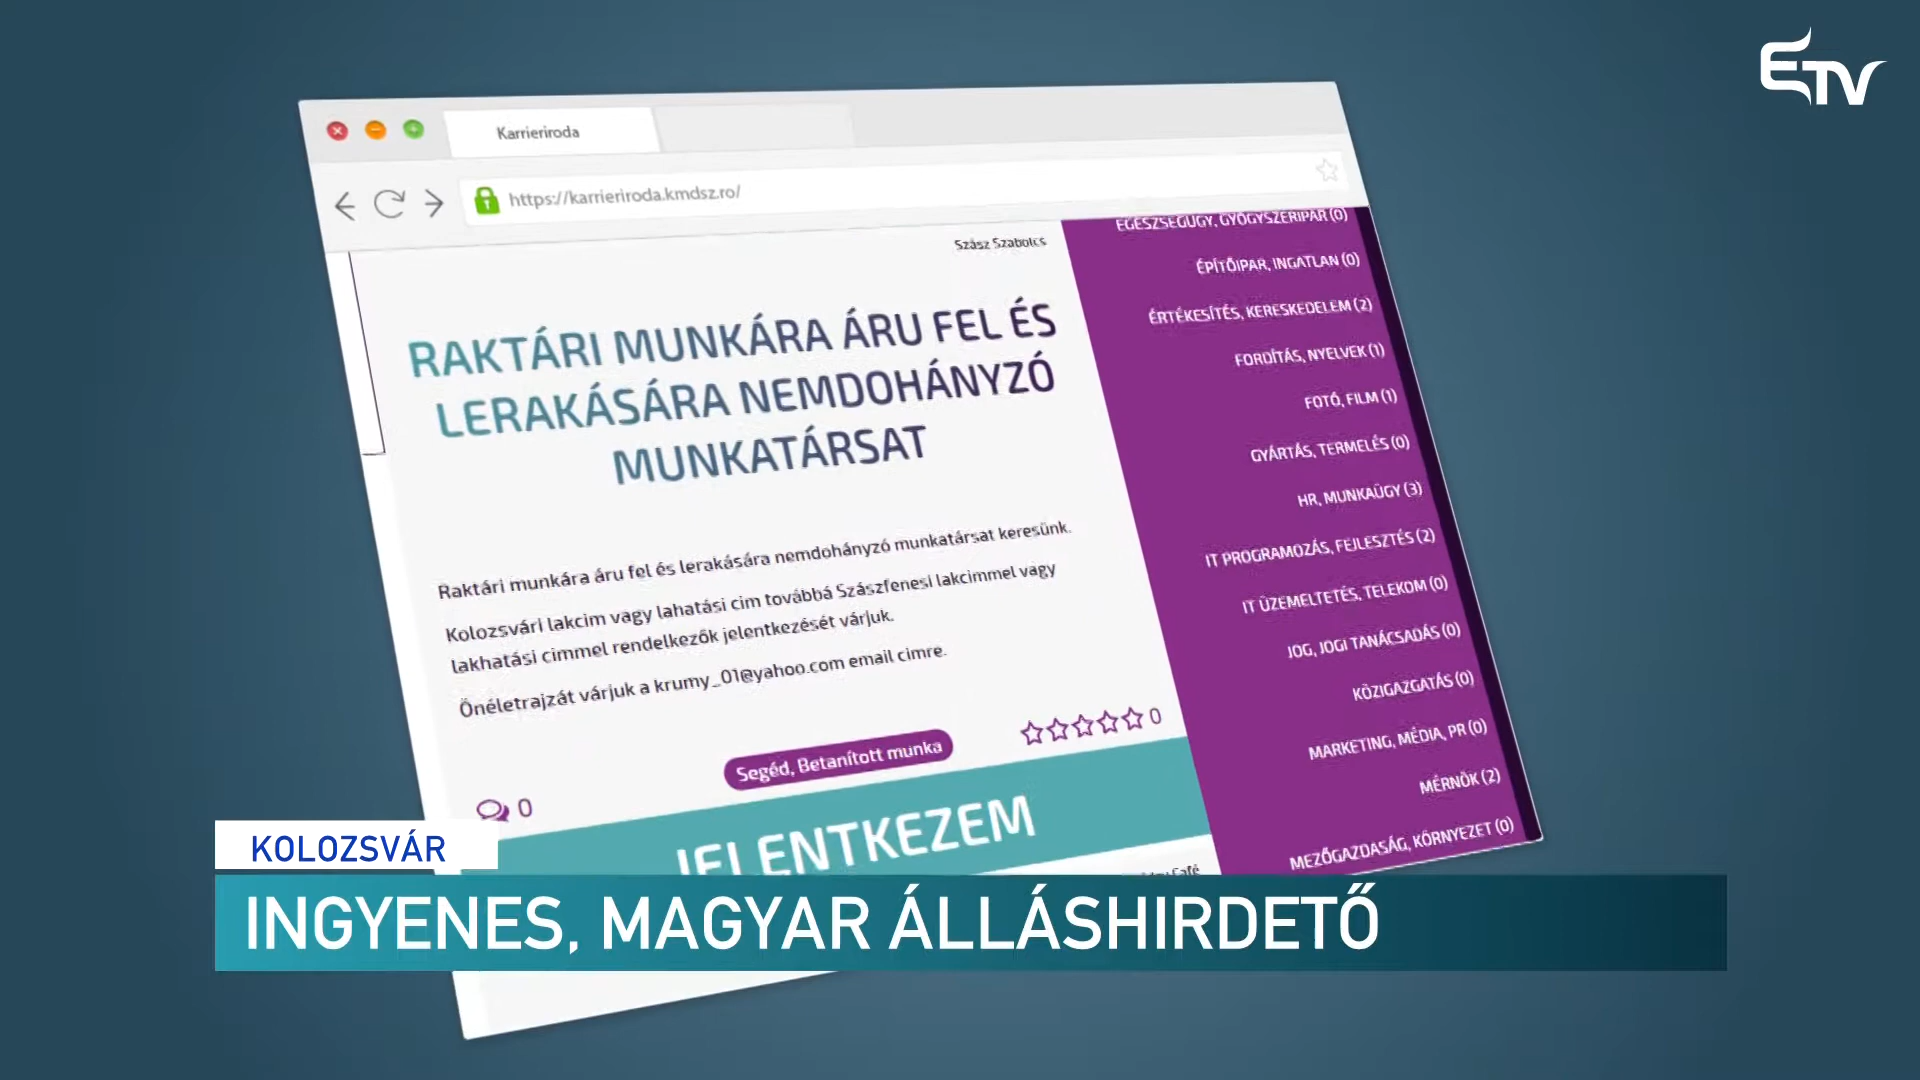 ETV
Karrieriroda
https://karrieriroda.kmdsz.ro/
Szász Szabolcs
RAKTÁRI MUNKÁRA ÁRU FEL ÉS
LERAKÁSÁRA NEMDOHÁNYZÓ
MUNKATÁRSAT
Raktári munkára áru fel és lerakására nemdohányzó munkatársat keresünk.
Kolozsvári lakcim vagy lahatási cim továbbá Szászfenesi lakcimmel vagy
lakhatási cimmel rendelkezők jelentkezését várjuk.
Önéletrajzát várjuk a krumy_01@yahoo.com email cimre.
Segéd, Betanított munka
0
0
JELENTKEZEM
Café
EGÉSZSÉGÜGY, GYÓGYSZERIPAR (0)
ÉPÍTŐIPAR, INGATLAN (0)
ÉRTÉKESÍTÉS, KERESKEDELEM (2)
FORDÍTÁS, NYELVEK (1)
FOTÓ, FILM (1)
GYÁRTÁS, TERMELÉS (0)
HR, MUNKAÜGY (3)
IT PROGRAMOZÁS, FEJLESZTÉS (2)
IT ÜZEMELTETÉS, TELEKOM (0)
JOG, JOGI TANÁCSADÁS (0)
KÖZIGAZGATÁS (0)
MARKETING, MÉDIA, PR (0)
MÉRNÖK (2)
MEZŐGAZDASÁG, KÖRNYEZET (0)
KOLOZSVÁR
INGYENES, MAGYAR ÁLLÁSHIRDETŐ